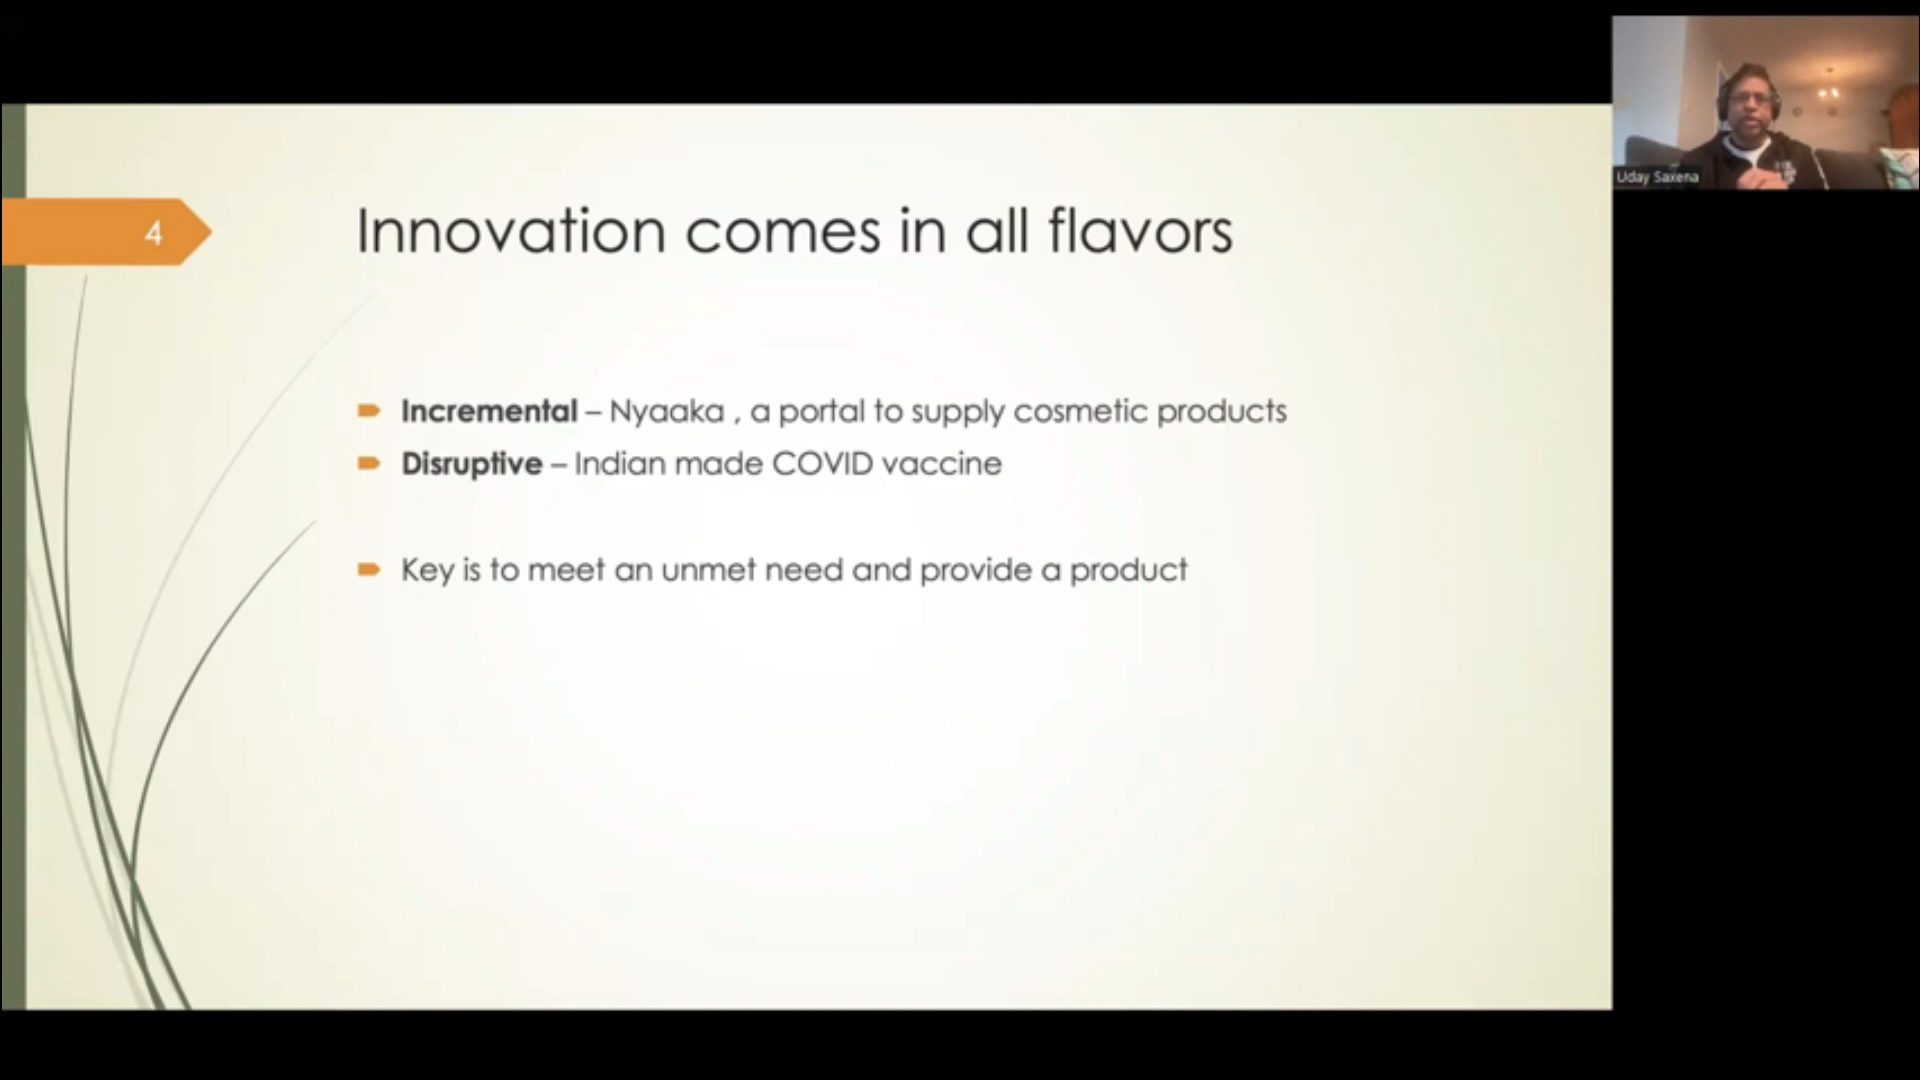 4
Innovation comes in all flavors
Incremental – Nyaaka , a portal to supply cosmetic products
Disruptive – Indian made COVID vaccine
Key is to meet an unmet need and provide a product
Uday Saxena